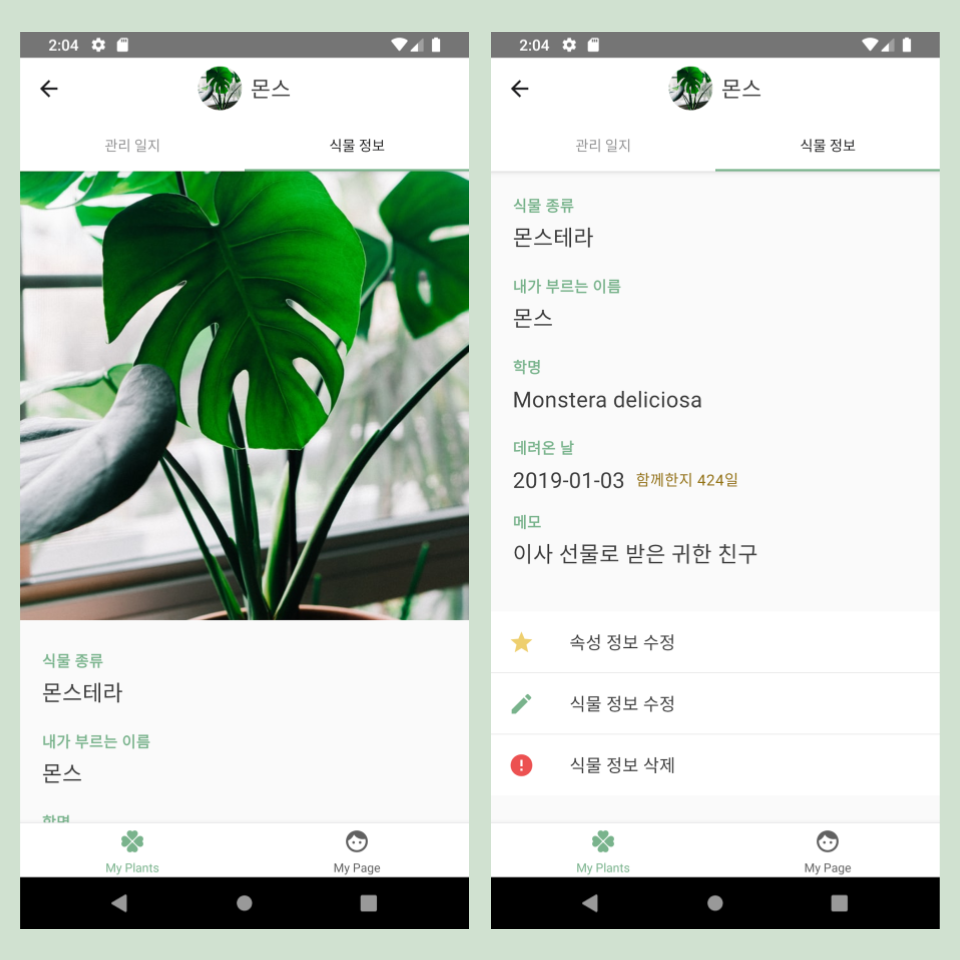 2:04
몬스
관리 일지
식물 정보
식물 종류
몬스테라
내가 부르는 이름
몬스
학명
My Plants
My Page
2:04
몬스
관리 일지
식물 정보
식물 종류
몬스테라
내가 부르는 이름
몬스
학명
Monstera deliciosa
데려온 날
2019-01-03 함께한지 424일
메모
이사 선물로 받은 귀한 친구
속성 정보 수정
식물 정보 수정
식물 정보 삭제
My Plants
My Page